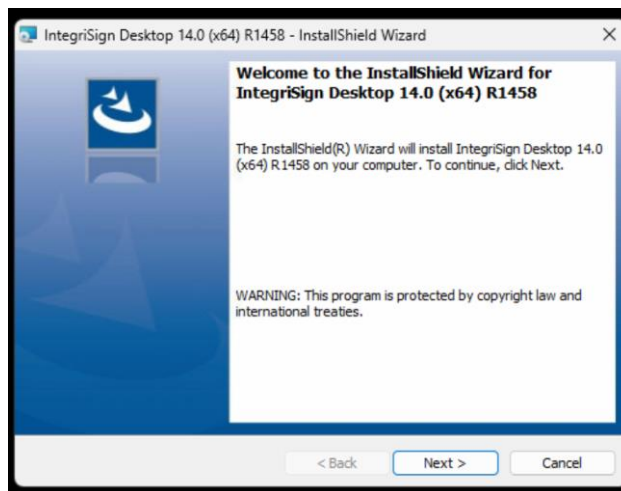 IntegriSign Desktop 14.0 (x64) R1458 - InstallShield Wizard
Welcome to the InstallShield Wizard for
IntegriSign Desktop 14.0 (x64) R1458
The InstallShield(R) Wizard will install IntegriSign Desktop 14.0
(x64) R1458 on your computer. To continue, click Next.
WARNING: This program is protected by copyright law and
international treaties.
< Back Next > Cancel